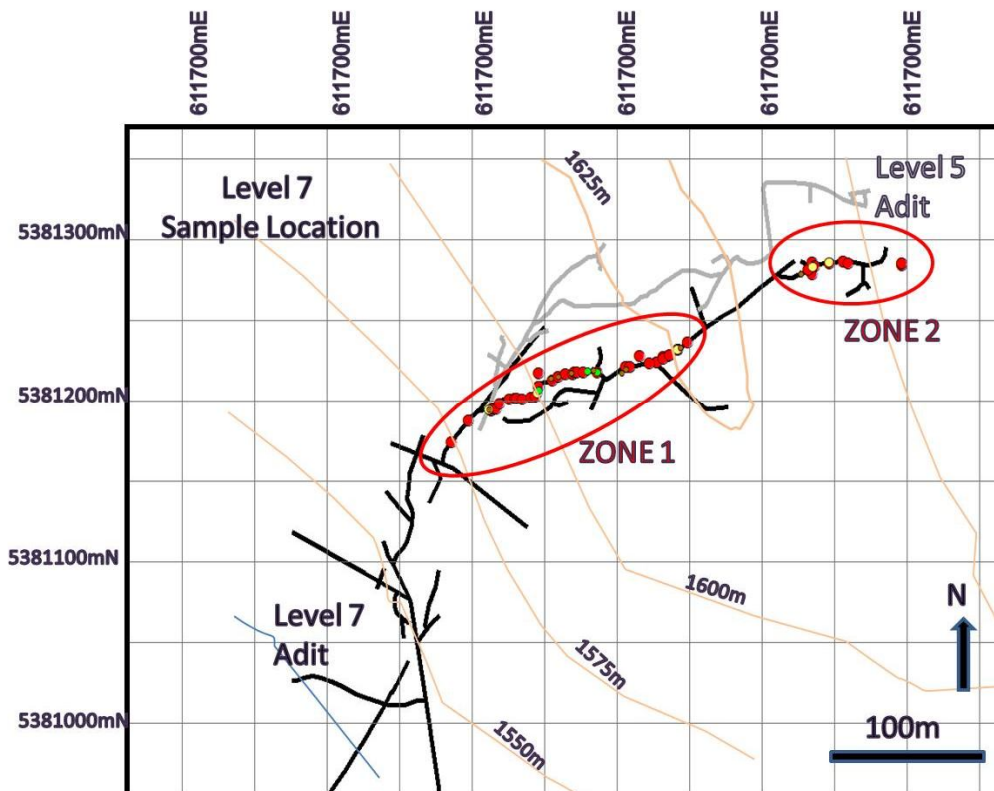 611700mE
611700mE
611700mE
611700mE
611700mE
611700mE
1625m
Level 7
Sample Location
Level 5
Adit
5381300mN
ZONE 2
5381200mN
ZONE 1
5381100mN
1600m
N
Level 7
Adit
1575m
5381000mN
100m
1550m